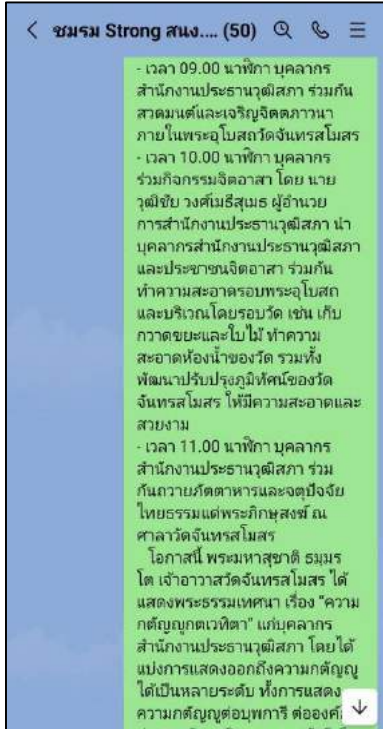 ชมรม Strong สนง.... (50)
- เวลา 09.00 นาฬิกา บุคลากร
สำนักงานประธานวุฒิสภา ร่วมกัน
สวดมนต์และเจริญจิตตภาวนา
ภายในพระอุโบสถวัดจันทรสโมสร
- เวลา 10.00 นาฬิกา บุคลากร
ร่วมกิจกรรมจิตอาสา โดย นาย
วุฒิชัย วงศ์เมธีสุเมธ ผู้อำนวย
การสำนักงานประธานวุฒิสภา นำ
บุคลากรสำนักงานประธานวุฒิสภา
และประชาชนจิตอาสา ร่วมกัน
ทำความสะอาดรอบพระอุโบสถ
และบริเวณโดยรอบวัด เช่น เก็บ
กวาดขยะและใบไม้ ทำความ
สะอาดห้องน้ำของวัด รวมทั้ง
พัฒนาปรับปรุงภูมิทัศน์ของวัด
จันทรสโมสร ให้มีความสะอาดและ
สวยงาม
- เวลา 11.00 นาฬิกา บุคลากร
สำนักงานประธานวุฒิสภา ร่วม
กันถวายภัตตาหารและจตุปัจจัย
ไทยธรรมแด่พระภิกษุสงฆ์ ณ
ศาลาวัดจันทรสโมสร
โอกาสนี้ พระมหาสุชาติ ธมฺมร
โต เจ้าอาวาสวัดจันทรสโมสร ได้
แสดงพระธรรมเทศนา เรื่อง “ความ
กตัญญูกตเวทิตา” แก่บุคลากร
สำนักงานประธานวุฒิสภา โดยได้
แบ่งการแสดงออกถึงความกตัญญู
ได้เป็นหลายระดับ ทั้งการแสดง
ความกตัญญูต่อบุพการี ต่อองค์